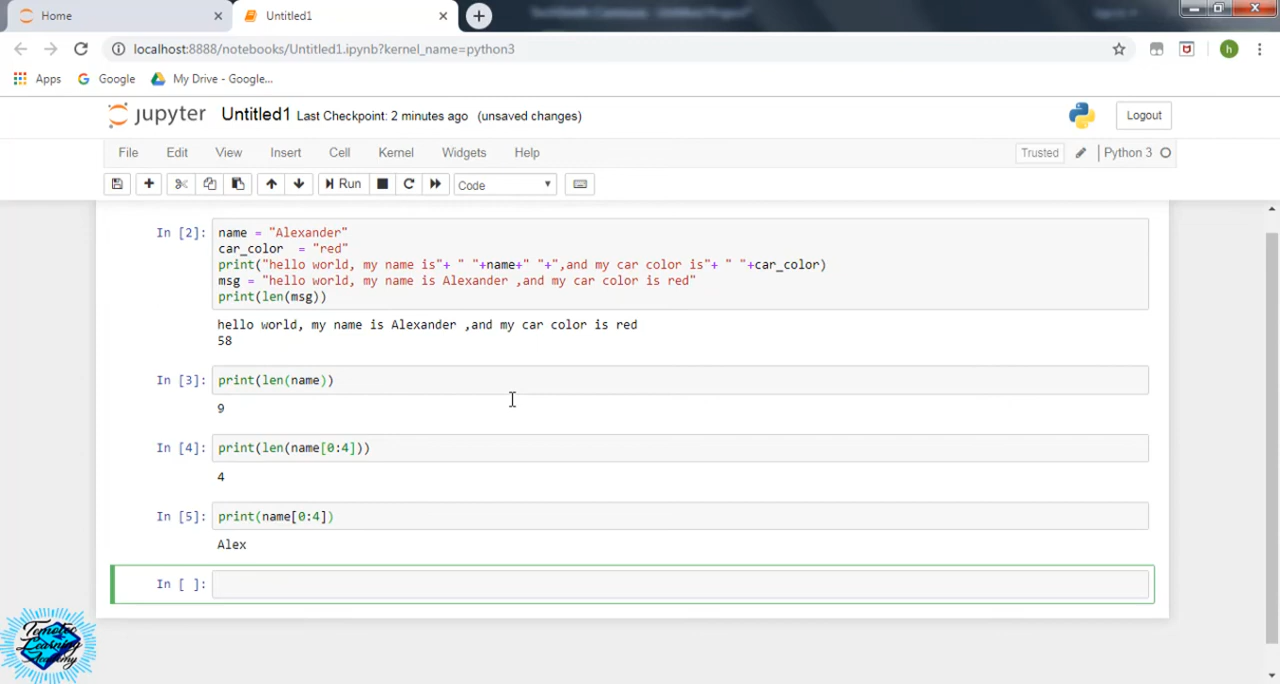 Home
Untitled1
localhost:8888/notebooks/Untitled1.ipynb?kernel_name=python3
h
Apps Google My Drive - Google...
jupyter Untitled1 Last Checkpoint: 2 minutes ago (unsaved changes)
Logout
File Edit View Insert Cell Kernel Widgets Help
Trusted Python 3
Run Code
In [2]: name = "Alexander"
car_color  = "red"
print("hello world, my name is"+ " "+name+" "+",and my car color is"+ " "+car_color)
msg = "hello world, my name is Alexander ,and my car color is red"
print(len(msg))
hello world, my name is Alexander ,and my car color is red
58
In [3]: print(len(name))
9
In [4]: print(len(name[0:4]))
4
In [5]: print(name[0:4])
Alex
In [ ]:
Temotec
Learning
Academy